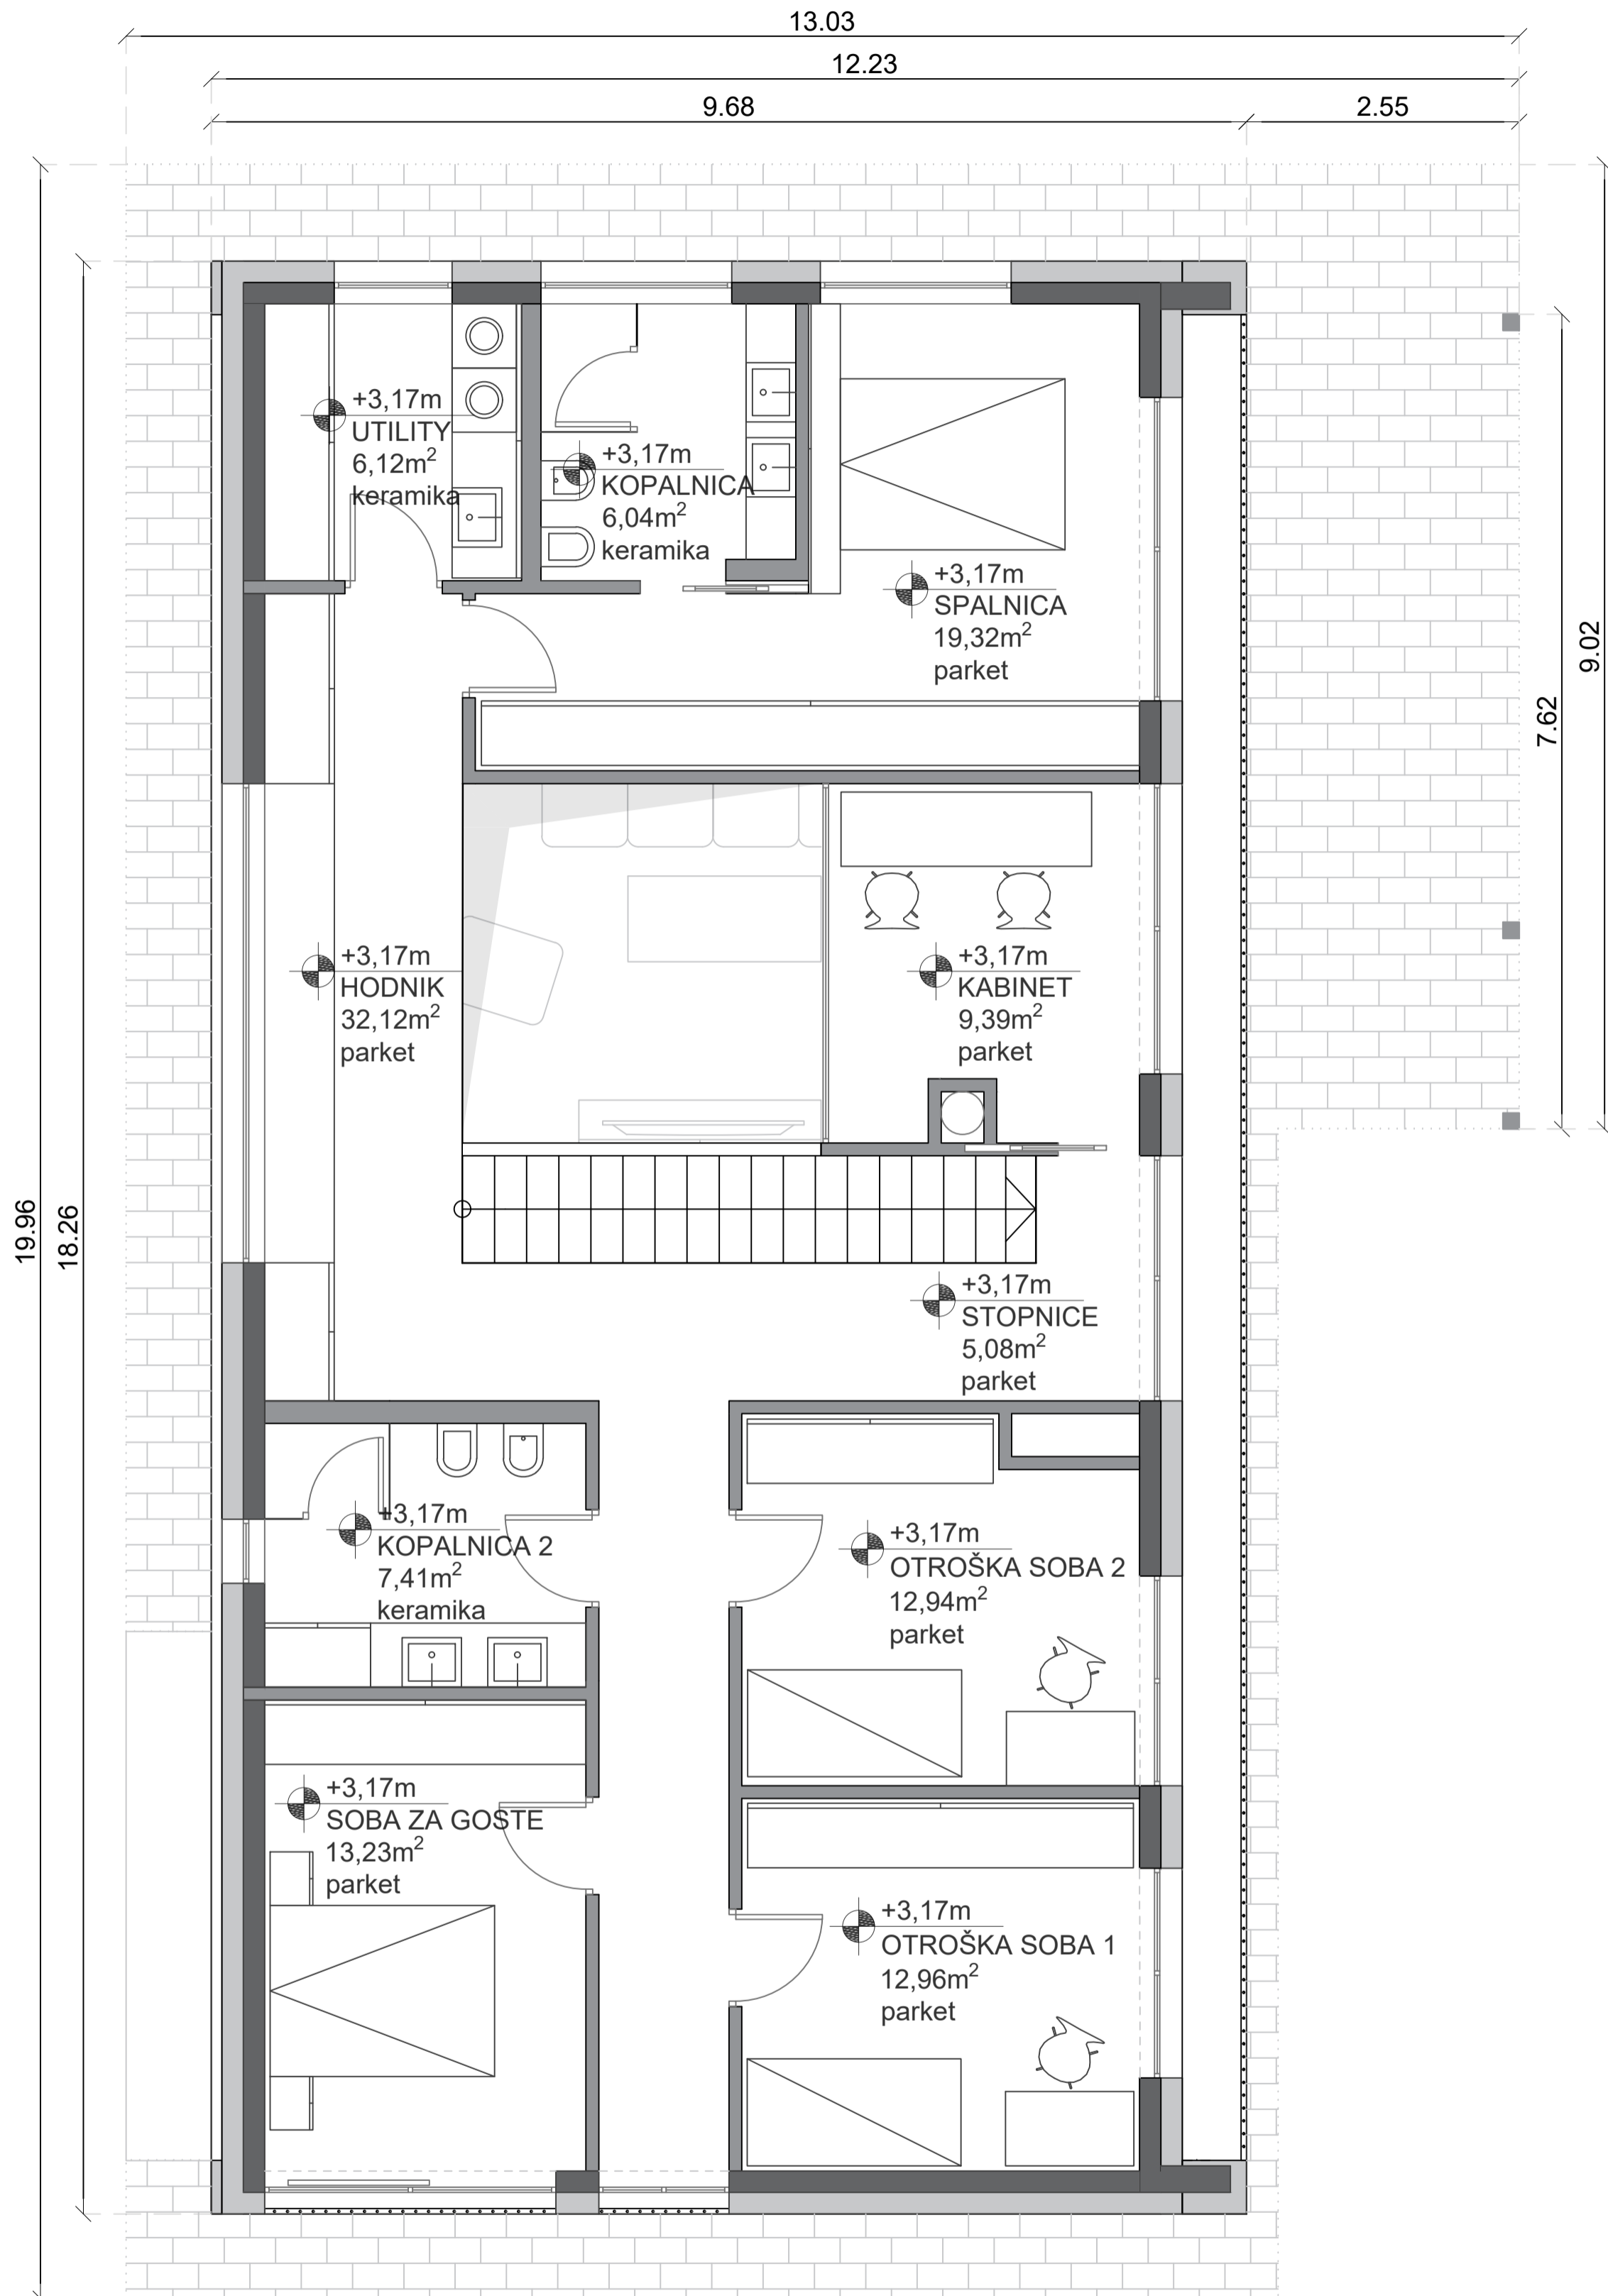 13.03
12.23
9.68
2.55
+3,17m
UTILITY
6,12m²
keramika
+3,17m
KOPALNICA
6,04m²
keramika
+3,17m
SPALNICA
19,32m²
parket
9.02
7.62
+3,17m
HODNIK
32,12m²
parket
+3,17m
KABINET
9,39m²
parket
19.96
18.26
+3,17m
STOPNICE
5,08m²
parket
+3,17m
KOPALNICA 2
7,41m²
keramika
+3,17m
OTROŠKA SOBA 2
12,94m²
parket
+3,17m
SOBA ZA GOSTE
13,23m²
parket
+3,17m
OTROŠKA SOBA 1
12,96m²
parket